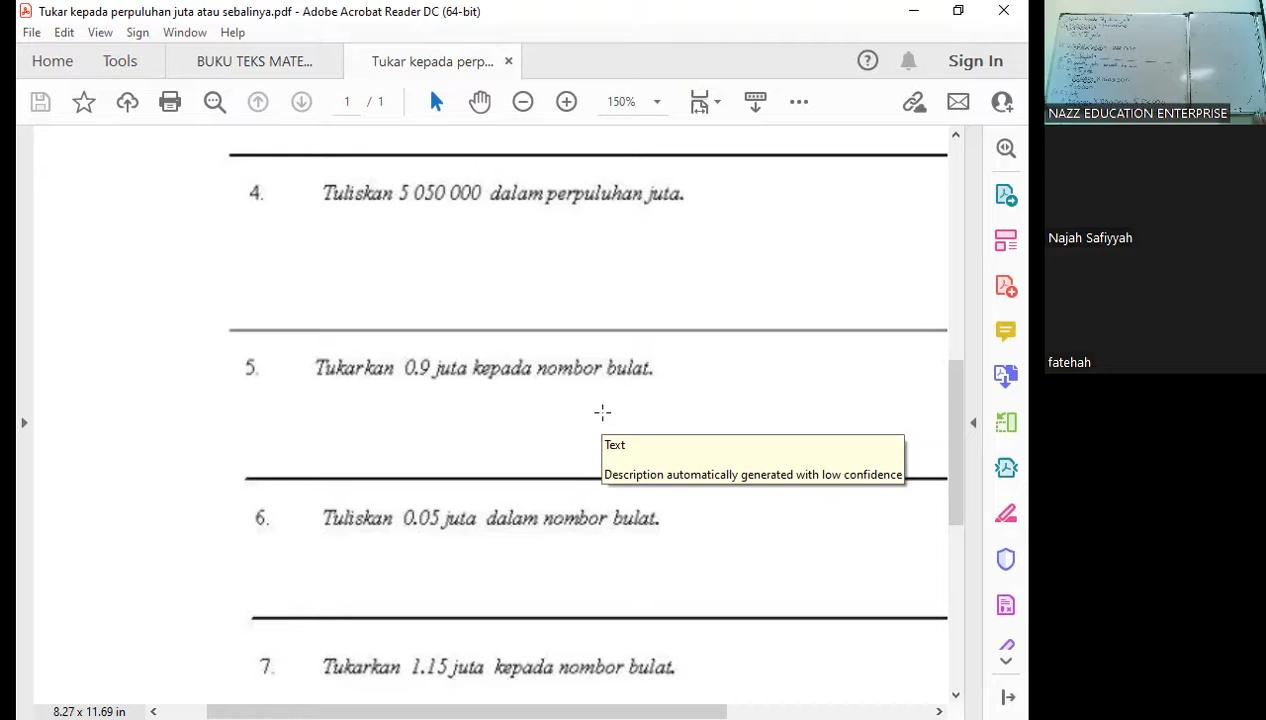 Tukar kepada perpuluhan juta atau sebalinya.pdf - Adobe Acrobat Reader DC (64-bit)
File Edit View Sign Window Help
Home Tools BUKU TEKS MATE... Tukar kepada perp... × Sign In
1 / 1 150%
4. Tuliskan 5 050 000 dalam perpuluhan juta.
5. Tukarkan 0.9 juta kepada nombor bulat.
Text
Description automatically generated with low confidence
6. Tuliskan 0.05 juta dalam nombor bulat.
7. Tukarkan 1.15 juta kepada nombor bulat.
8.27 x 11.69 in
NAZZ EDUCATION ENTERPRISE
Najah Safiyyah
fatehah